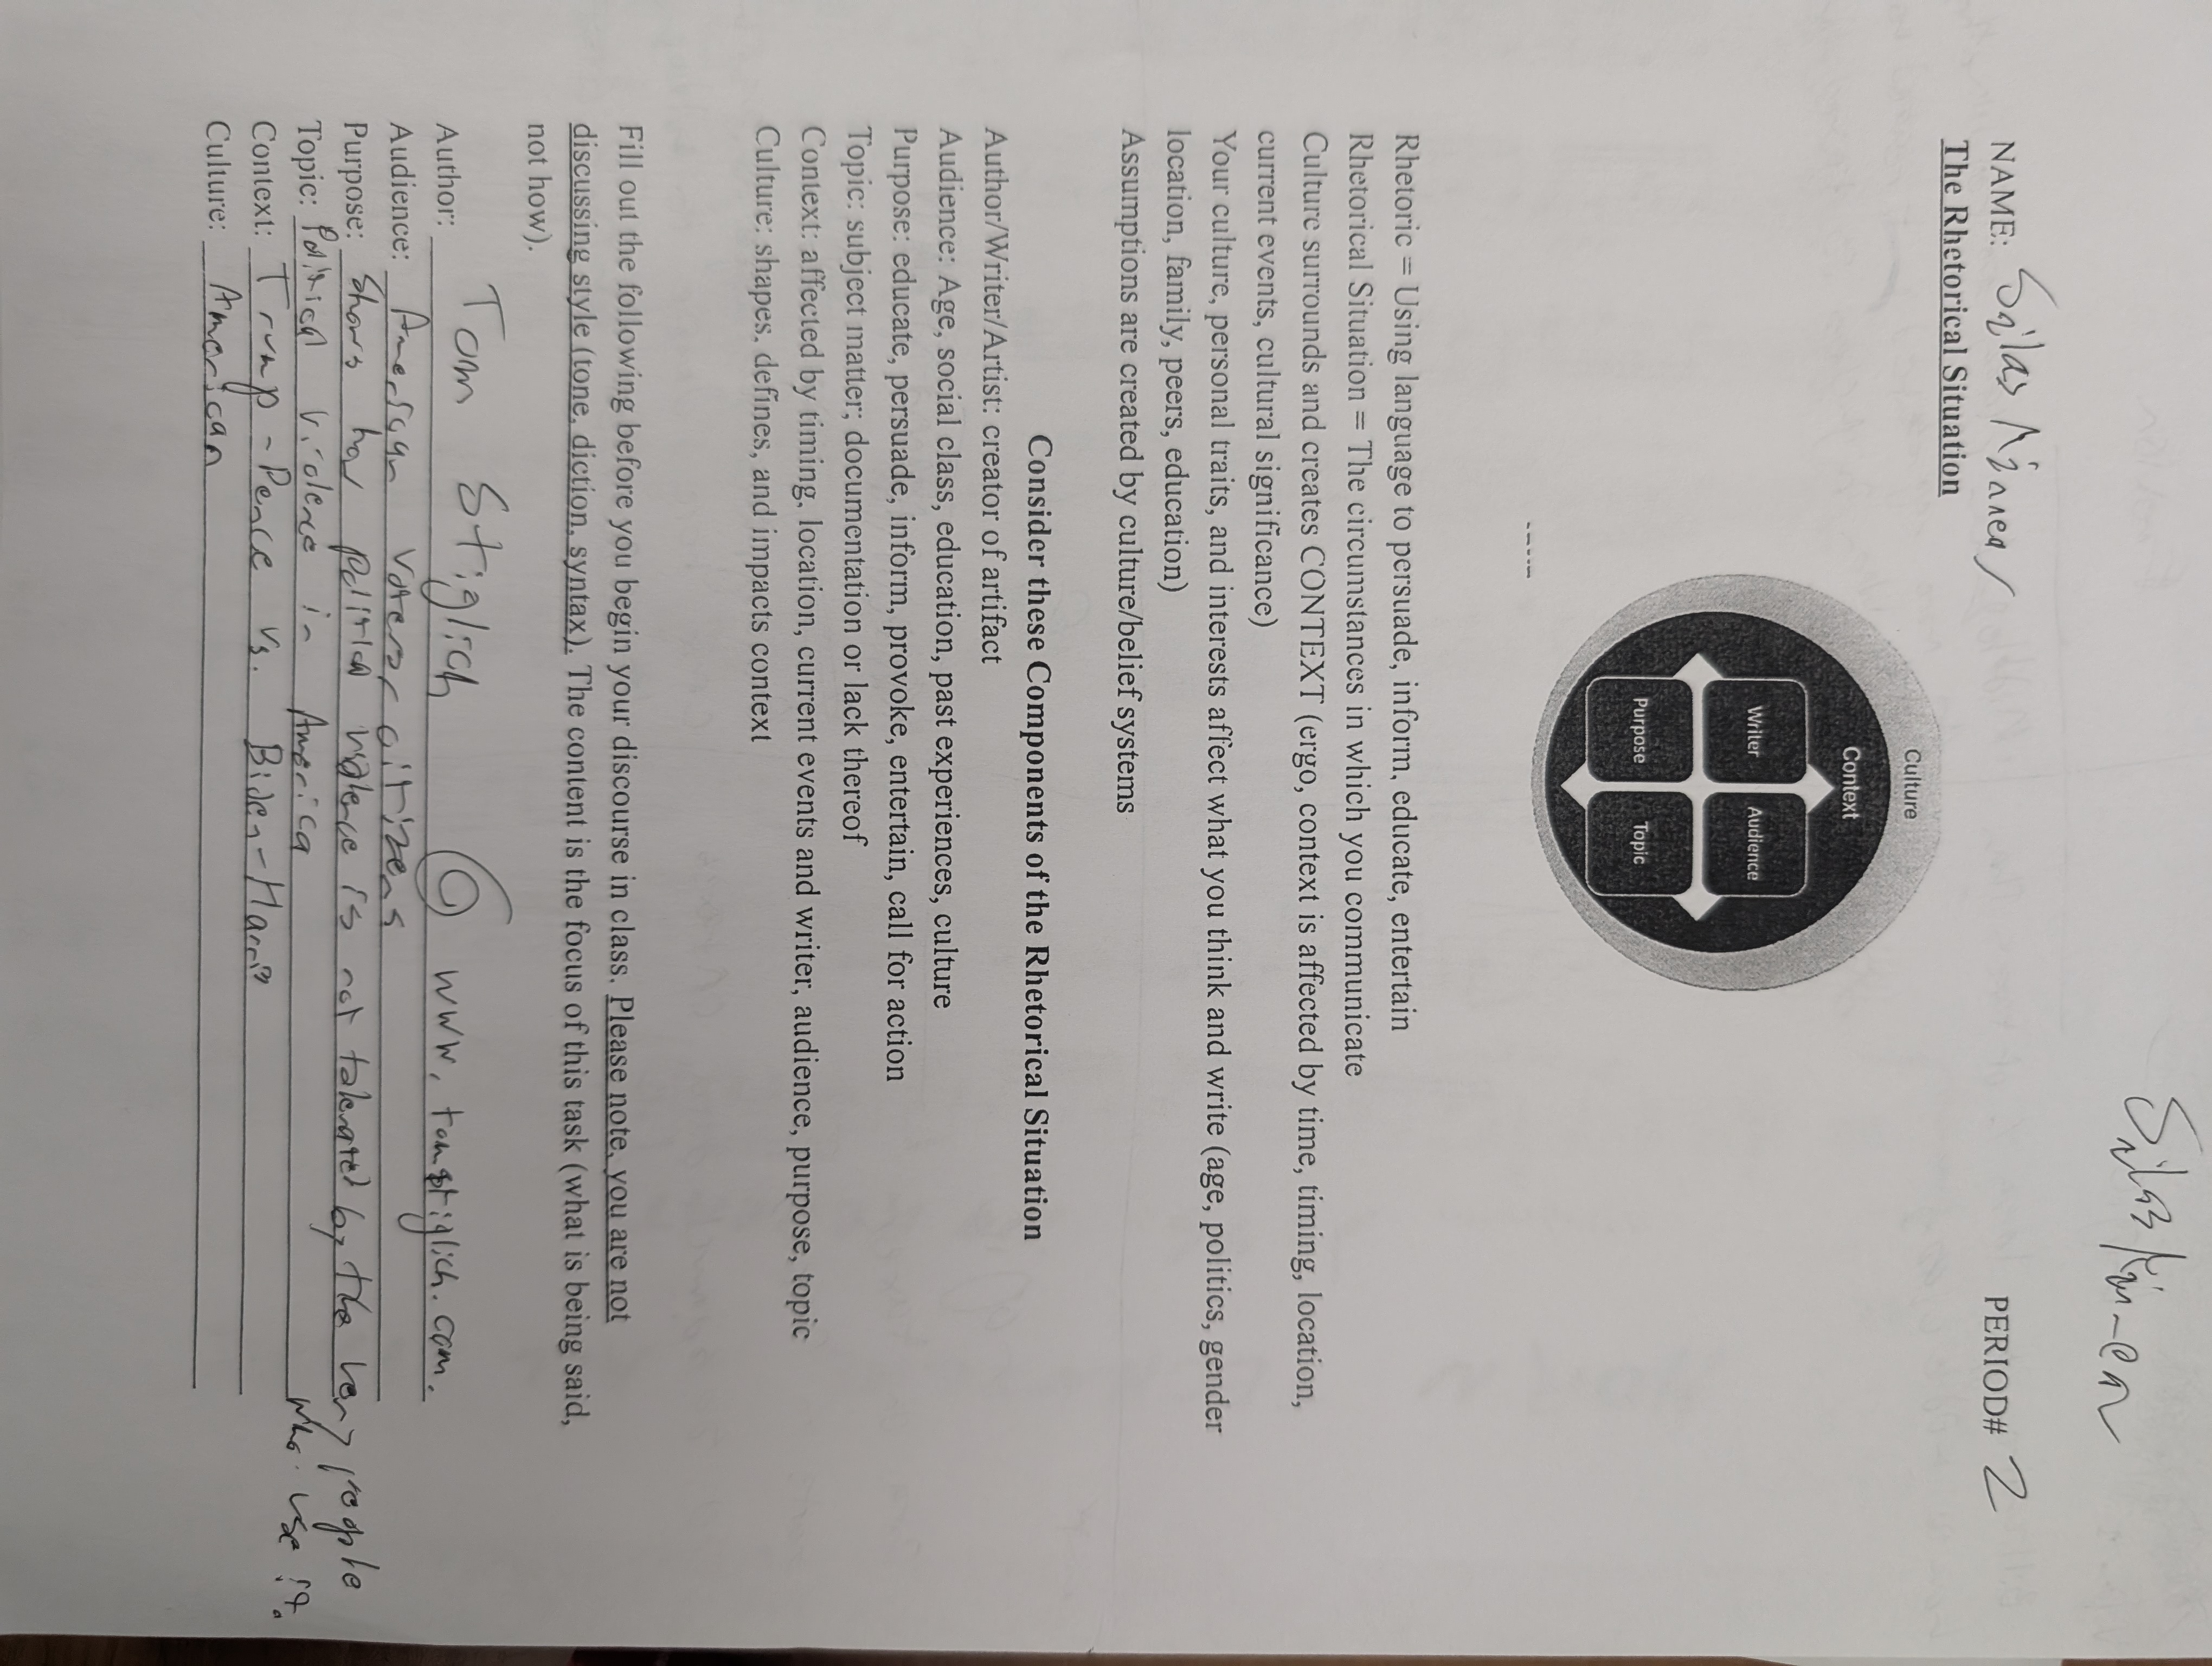 Silas
NAME: Silas PERIOD# 2
The Rhetorical Situation
Culture
Context
Writer Audience
Purpose Topic
Rhetoric = Using language to persuade, inform, educate, entertain
Rhetorical Situation = The circumstances in which you communicate
Culture surrounds and creates CONTEXT (ergo, context is affected by time, timing, location,
current events, cultural significance)
Your culture, personal traits, and interests affect what you think and write (age, politics, gender
location, family, peers, education)
Assumptions are created by culture/belief systems
Consider these Components of the Rhetorical Situation
Author/Writer/Artist: creator of artifact
Audience: Age, social class, education, past experiences, culture
Purpose: educate, persuade, inform, provoke, entertain, call for action
Topic: subject matter; documentation or lack thereof
Context: affected by timing, location, current events and writer, audience, purpose, topic
Culture: shapes, defines, and impacts context
Fill out the following before you begin your discourse in class. Please note, you are not
discussing style (tone, diction, syntax). The content is the focus of this task (what is being said,
not how).
Author: Tom Stiglich © www.tomstiglich.com.
Audience: American voters, citizens
Purpose: Shows how political violence is not tolerated by the very people
who use it.
Topic: Political violence in America
Context: Trump-Pence vs. Biden-Harris
Culture: American